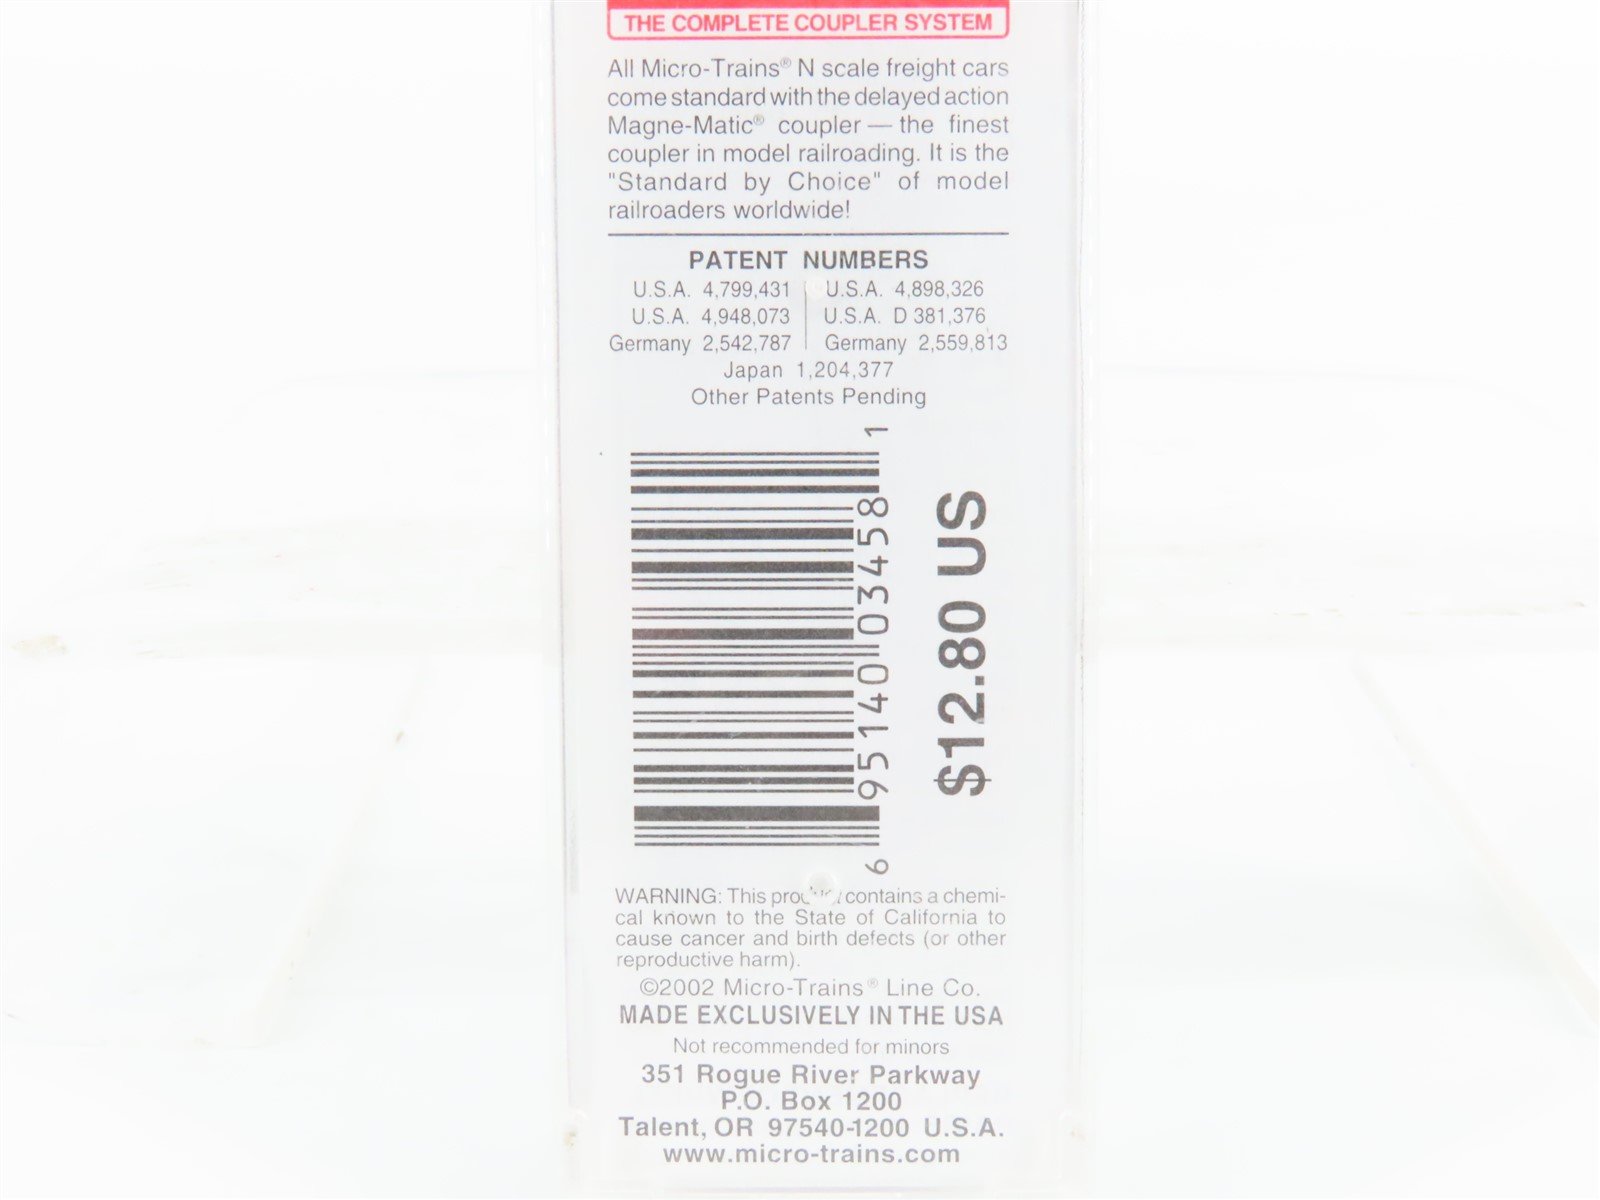 THE COMPLETE COUPLER SYSTEM
All Micro-Trains® N scale freight cars
come standard with the delayed action
Magne-Matic® coupler — the finest
coupler in model railroading. It is the
"Standard by Choice" of model
railroaders worldwide!
PATENT NUMBERS
U.S.A. 4,799,431 U.S.A. 4,898,326
U.S.A. 4,948,073 U.S.A. D 381,376
Germany 2,542,787 Germany 2,559,813
Japan 1,204,377
Other Patents Pending
6 95140 03458 1
$12.80 US
WARNING: This product contains a chemi-
cal known to the State of California to
cause cancer and birth defects (or other
reproductive harm).
©2002 Micro-Trains® Line Co.
MADE EXCLUSIVELY IN THE USA
Not recommended for minors
351 Rogue River Parkway
P.O. Box 1200
Talent, OR 97540-1200 U.S.A.
www.micro-trains.com